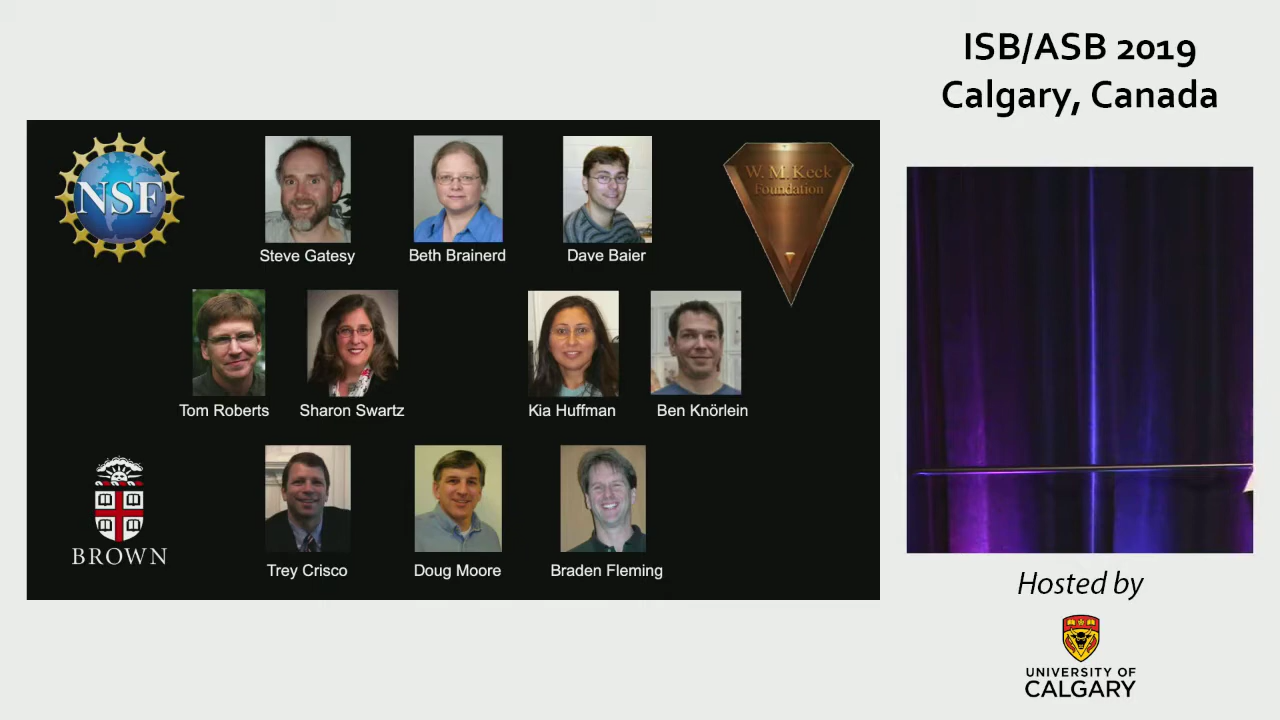 ISB/ASB 2019
Calgary, Canada
NSF
W. M. Keck
Foundation
Steve Gatesy
Beth Brainerd
Dave Baier
Tom Roberts
Sharon Swartz
Kia Huffman
Ben Knörlein
BROWN
Trey Crisco
Doug Moore
Braden Fleming
Hosted by
UNIVERSITY OF
CALGARY